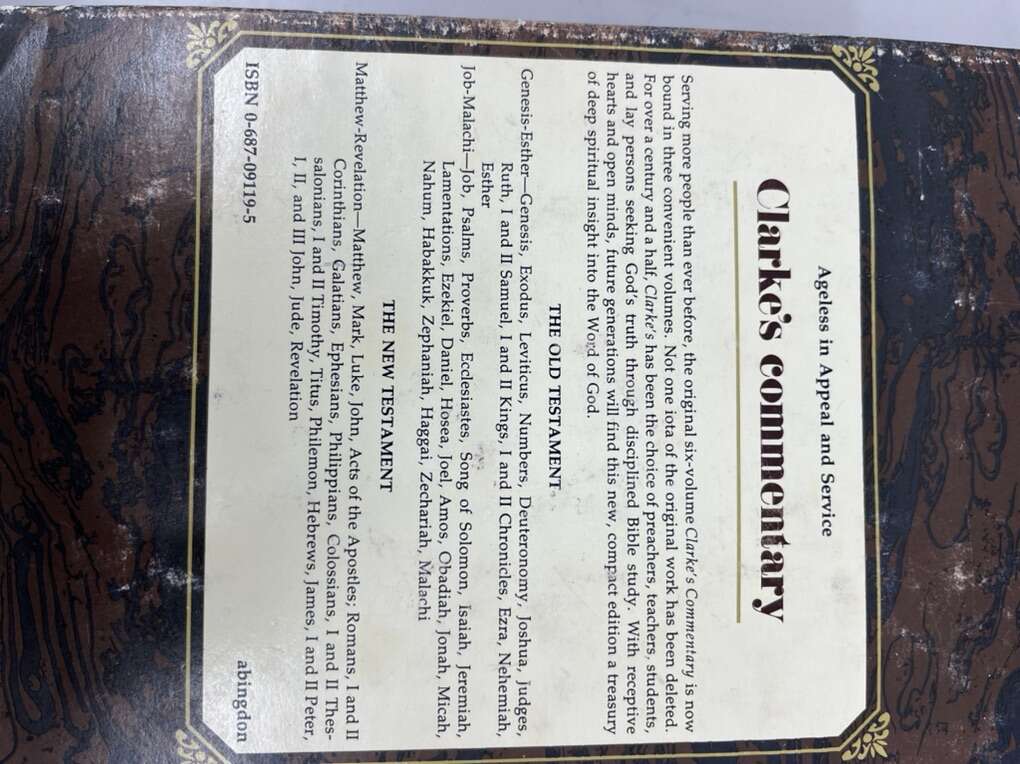 Ageless in Appeal and Service
Clarke's commentary
Serving more people than ever before, the original six-volume Clarke's Commentary is now
bound in three convenient volumes. Not one iota of the original work has been deleted.
For over a century and a half, Clarke's has been the choice of preachers, teachers, students,
and lay persons seeking God's truth through disciplined Bible study. With receptive
hearts and open minds, future generations will find this new, compact edition a treasury
of deep spiritual insight into the Word of God.
THE OLD TESTAMENT
Genesis-Esther—Genesis, Exodus, Leviticus, Numbers, Deuteronomy, Joshua, Judges,
Ruth, I and II Samuel, I and II Kings, I and II Chronicles, Ezra, Nehemiah,
Esther
Job-Malachi—Job, Psalms, Proverbs, Ecclesiastes, Song of Solomon, Isaiah, Jeremiah,
Lamentations, Ezekiel, Daniel, Hosea, Joel, Amos, Obadiah, Jonah, Micah,
Nahum, Habakkuk, Zephaniah, Haggai, Zechariah, Malachi
THE NEW TESTAMENT
Matthew-Revelation—Matthew, Mark, Luke, John, Acts of the Apostles; Romans, I and II
Corinthians, Galatians, Ephesians, Philippians, Colossians, I and II Thes-
salonians, I and II Timothy, Titus, Philemon, Hebrews, James, I and II Peter,
I, II, and III John, Jude, Revelation
ISBN 0-687-09119-5
abingdon